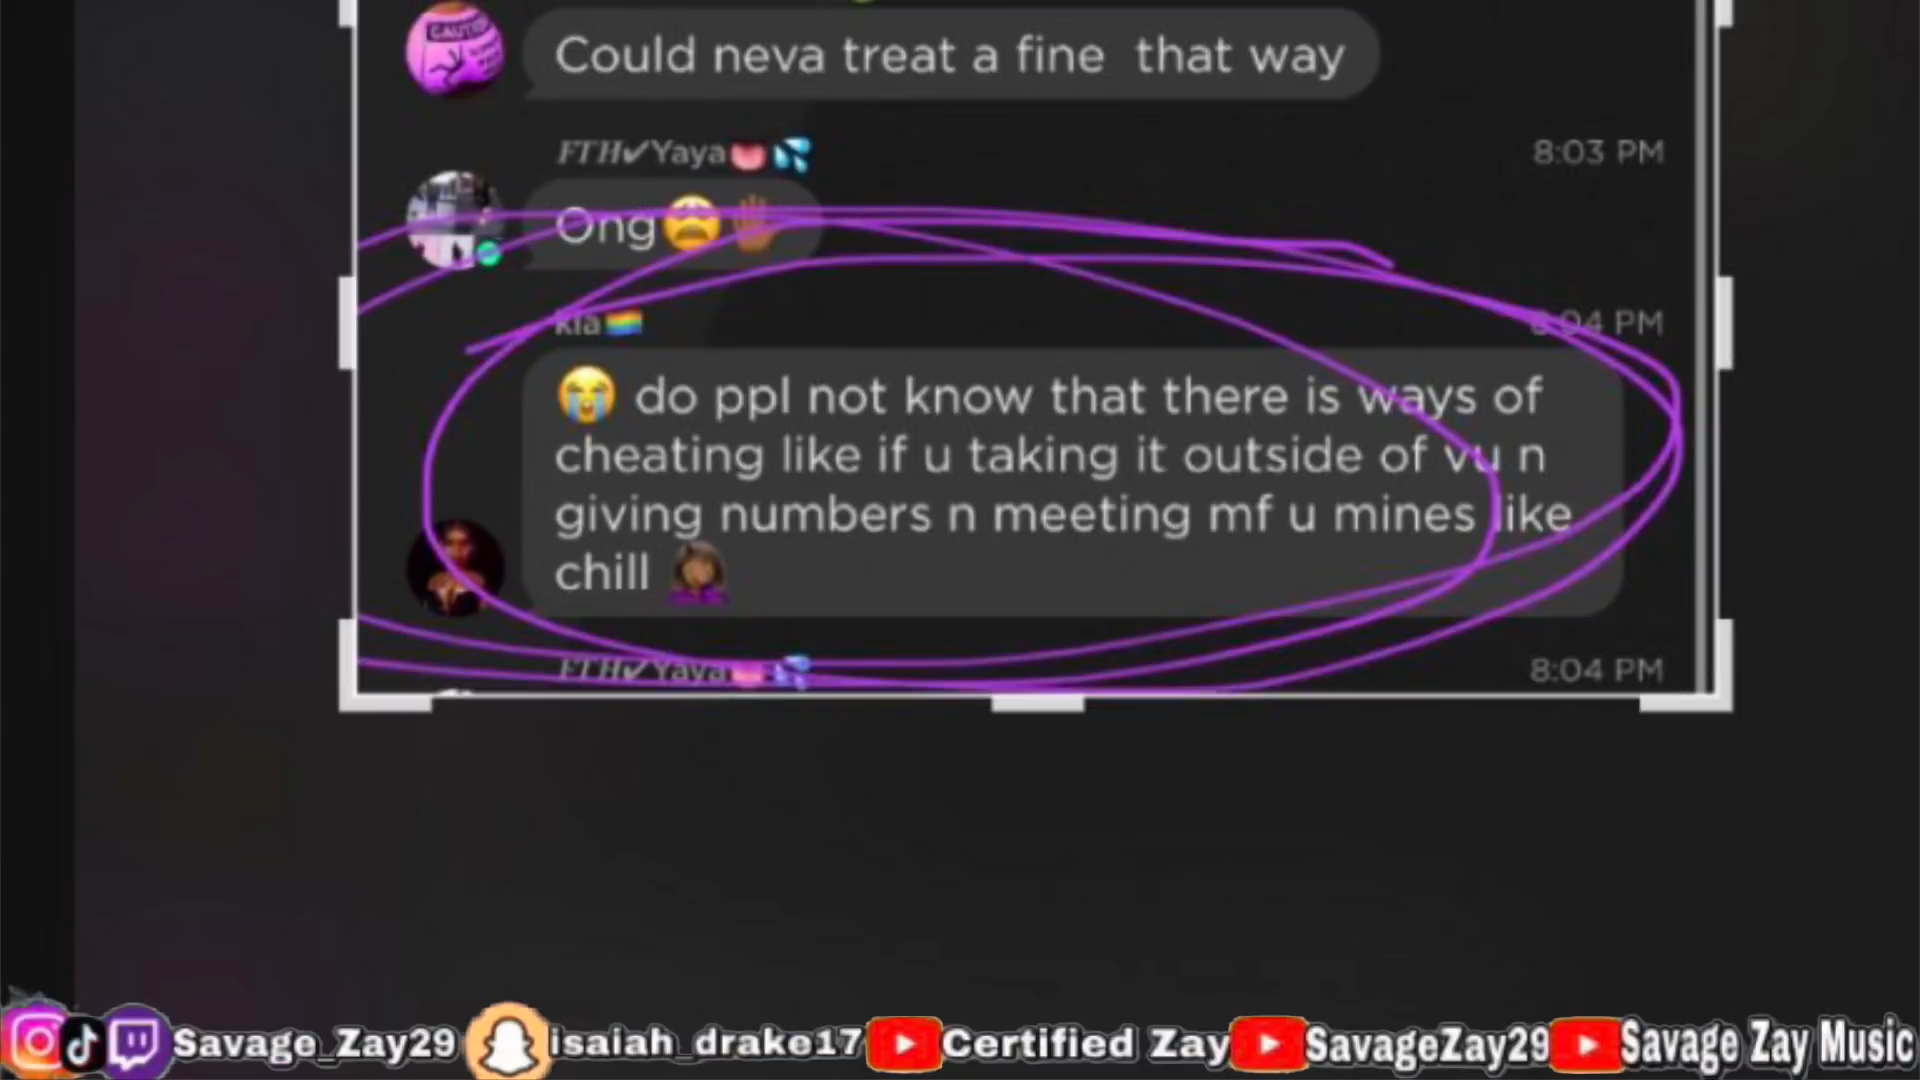 CAUTION
Could neva treat a fine that way
FTH✔Yaya👅💦 8:03 PM
Ong😩✋🏾
kia🏳️‍🌈 8:04 PM
😭 do ppl not know that there is ways of
cheating like if u taking it outside of vu n
giving numbers n meeting mf u mines like
chill 🤦🏾‍♀️
FTH✔Yaya👅💦 8:04 PM
Savage_Zay29 isaiah_drake17 Certified Zay SavageZay29 Savage Zay Music